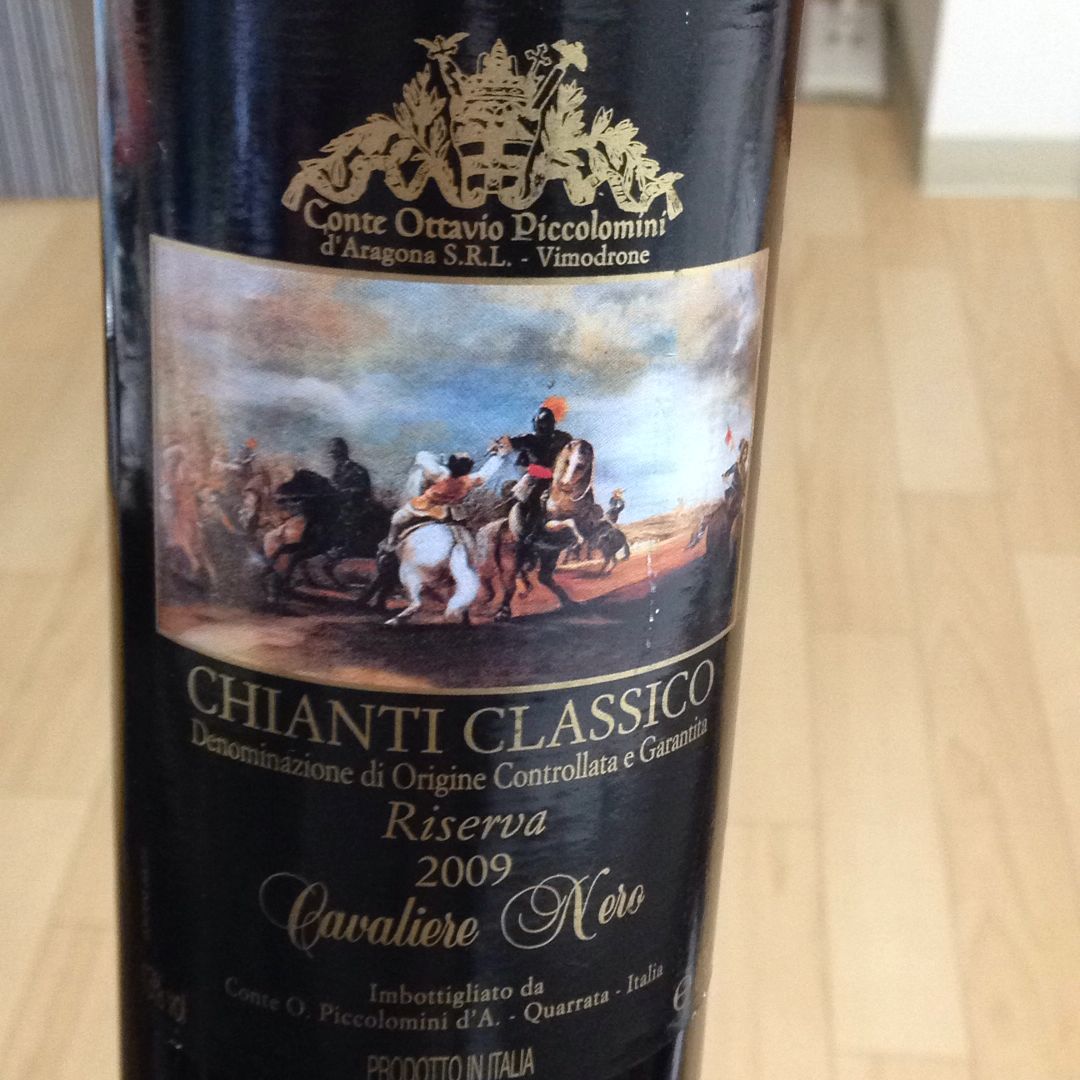 Conte Ottavio Piccolomini
d'Aragona S.R.L. - Vimodrone
CHIANTI CLASSICO
Denominazione di Origine Controllata e Garantita
Riserva
2009
Cavaliere Nero
Imbottigliato da
Conte O. Piccolomini d'A. - Quarrata - Italia
PRODOTTO IN ITALIA